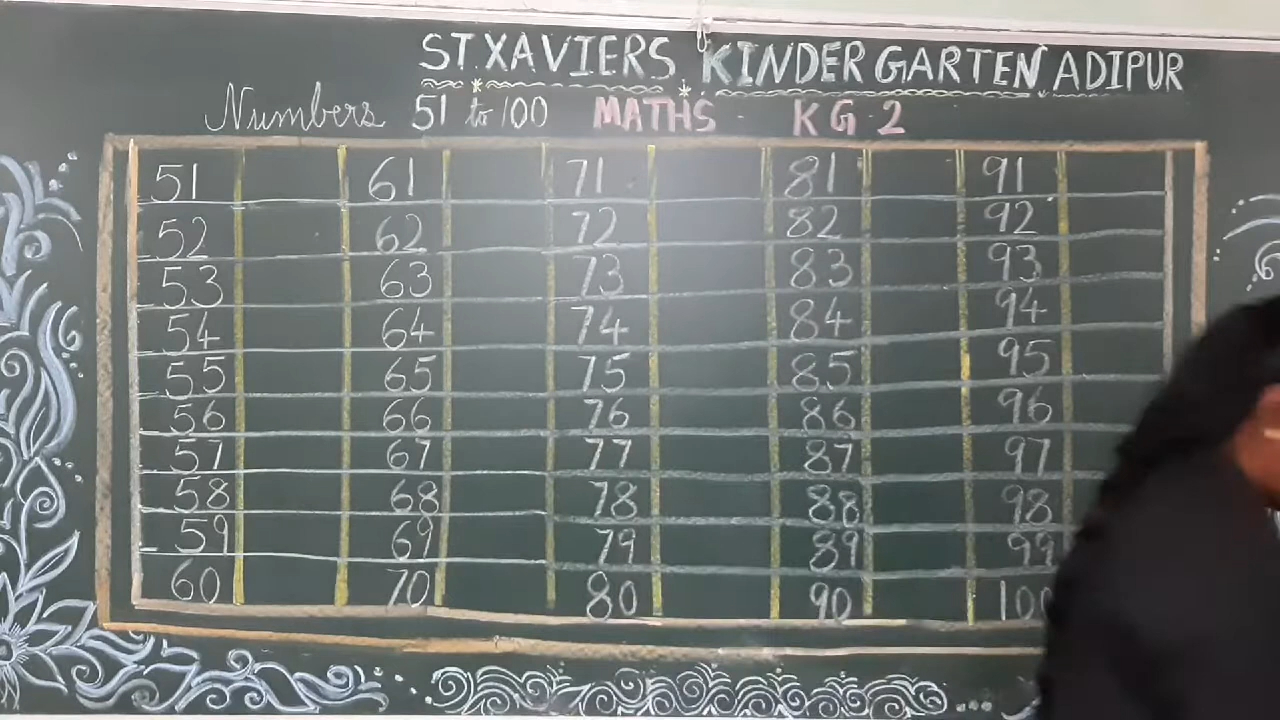 ST XAVIERS KINDER GARTEN ADIPUR
Numbers 51 to 100 MATHS - KG-2
51 61 71 81 91
52 62 72 82 92
53 63 73 83 93
54 64 74 84 94
55 65 75 85 95
56 66 76 86 96
57 67 77 87 97
58 68 78 88 98
59 69 79 89 99
60 70 80 90 100